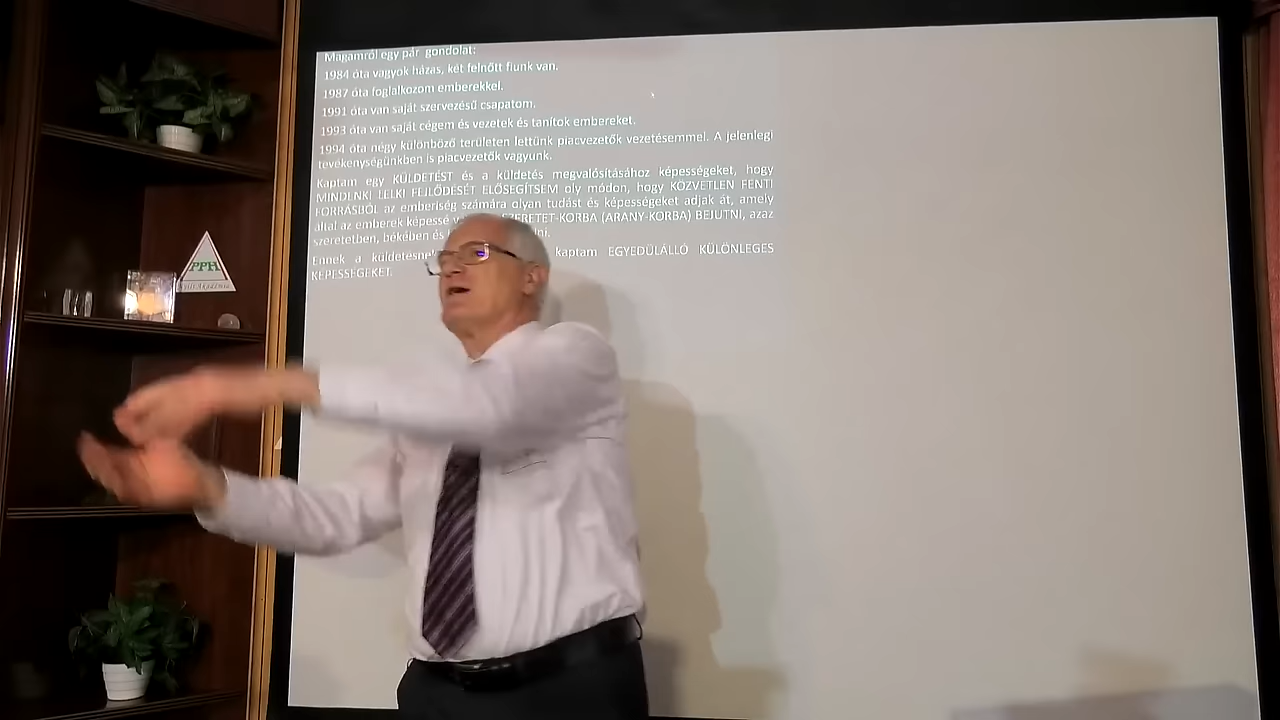 Magamról egy pár gondolat:
1984 óta vagyok házas, két felnőtt fiunk van.
1987 óta foglalkozom emberekkel.
1991 óta van saját szervezésű csapatom.
1993 óta van saját cégem és vezetek és tanítok embereket.
1994 óta négy különböző területen lettünk piacvezetők vezetésemmel. A jelenlegi
tevékenységünkben is piacvezetők vagyunk.
Kaptam egy KÜLDETÉST és a küldetés megvalósításához képességeket, hogy
MINDENKI LELKI FEJLŐDÉSÉT ELŐSEGÍTSEM oly módon, hogy KÖZVETLEN FENTI
FORRÁSBÓL az emberiség számára olyan tudást és képességeket adjak át, amely
által az emberek képessé SZERETET-KORBA (ARANY-KORBA) BEJUTNI, azaz
szeretetben, békében és
Ennek a kaptam EGYEDÜLÁLLÓ KÜLÖNLEGES
KÉPESSÉGEKET.
PPH